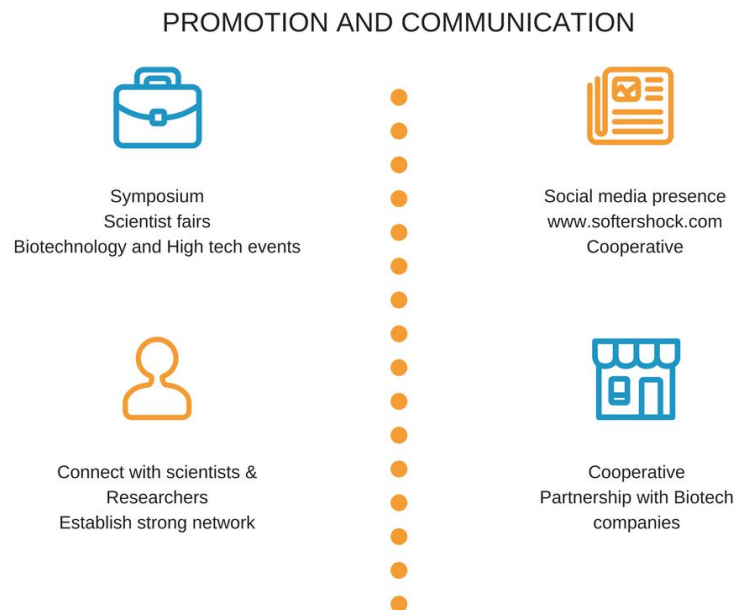 PROMOTION AND COMMUNICATION
Symposium
Scientist fairs
Biotechnology and High tech events
Social media presence
www.softershock.com
Cooperative
Connect with scientists &
Researchers
Establish strong network
Cooperative
Partnership with Biotech
companies